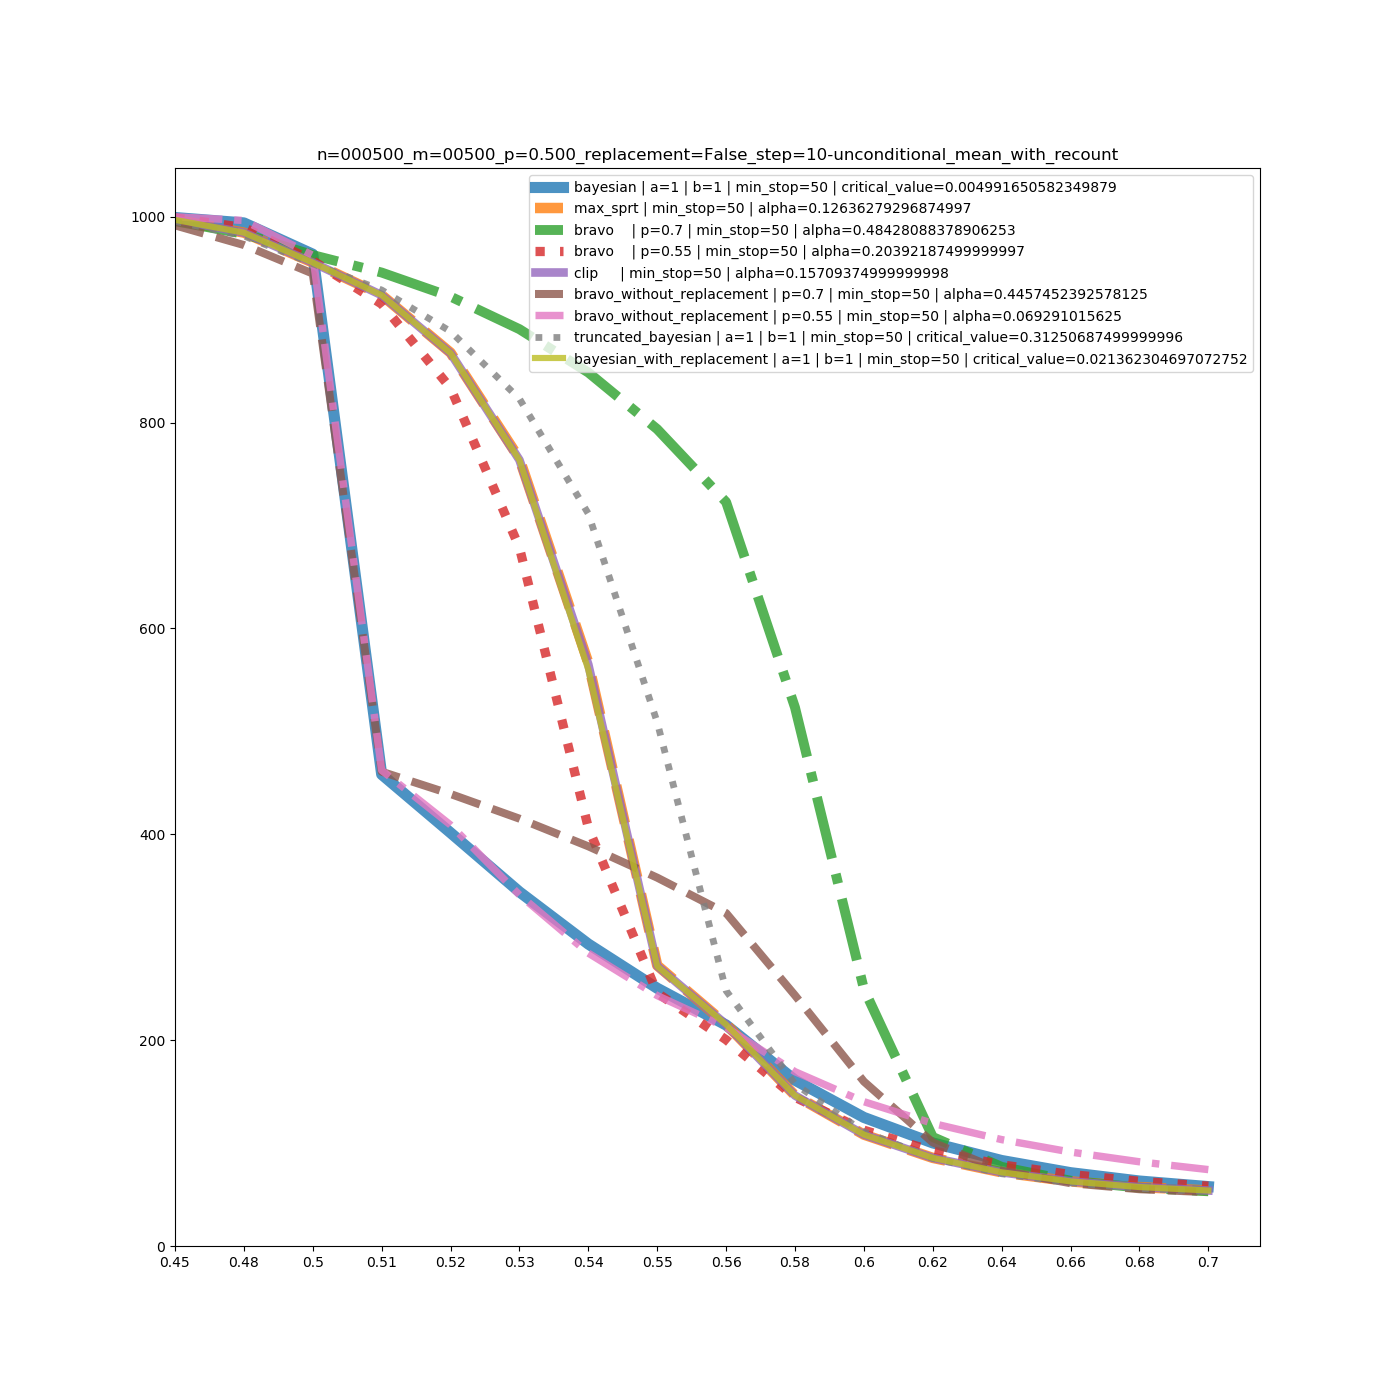 n=000500_m=00500_p=0.500_replacement=False_step=10-unconditional_mean_with_recount
bayesian | a=1 | b=1 | min_stop=50 | critical_value=0.004991650582349879
max_sprt | min_stop=50 | alpha=0.12636279296874997
bravo | p=0.7 | min_stop=50 | alpha=0.48428088378906253
bravo | p=0.55 | min_stop=50 | alpha=0.20392187499999997
clip | min_stop=50 | alpha=0.15709374999999998
bravo_without_replacement | p=0.7 | min_stop=50 | alpha=0.4457452392578125
bravo_without_replacement | p=0.55 | min_stop=50 | alpha=0.069291015625
truncated_bayesian | a=1 | b=1 | min_stop=50 | critical_value=0.31250687499999996
bayesian_with_replacement | a=1 | b=1 | min_stop=50 | critical_value=0.021362304697072752
1000
800
600
400
200
0
0.45 0.48 0.5 0.51 0.52 0.53 0.54 0.55 0.56 0.58 0.6 0.62 0.64 0.66 0.68 0.7